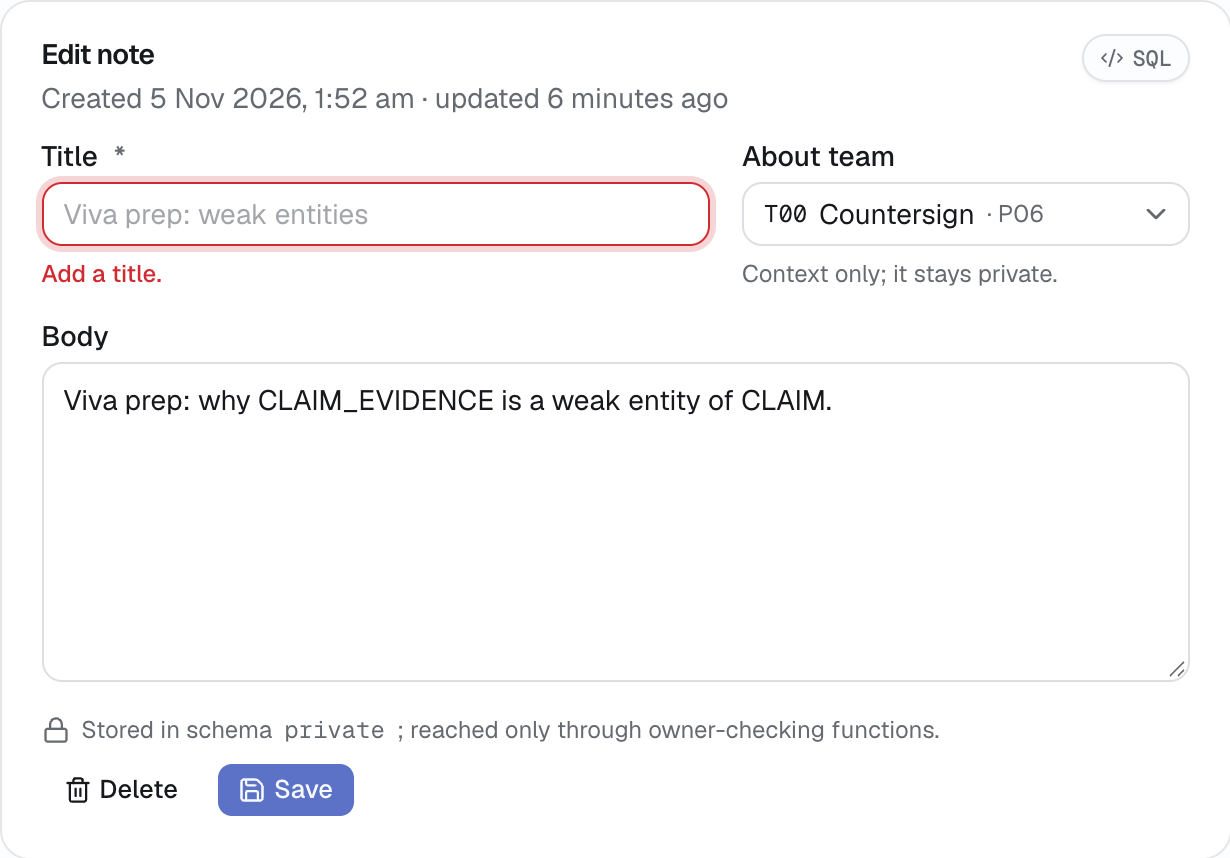 Edit note
</> SQL
Created 5 Nov 2026, 1:52 am · updated 6 minutes ago
Title *
About team
Viva prep: weak entities
T00 Countersign · P06
Add a title.
Context only; it stays private.
Body
Viva prep: why CLAIM_EVIDENCE is a weak entity of CLAIM.
Stored in schema private ; reached only through owner-checking functions.
Delete
Save